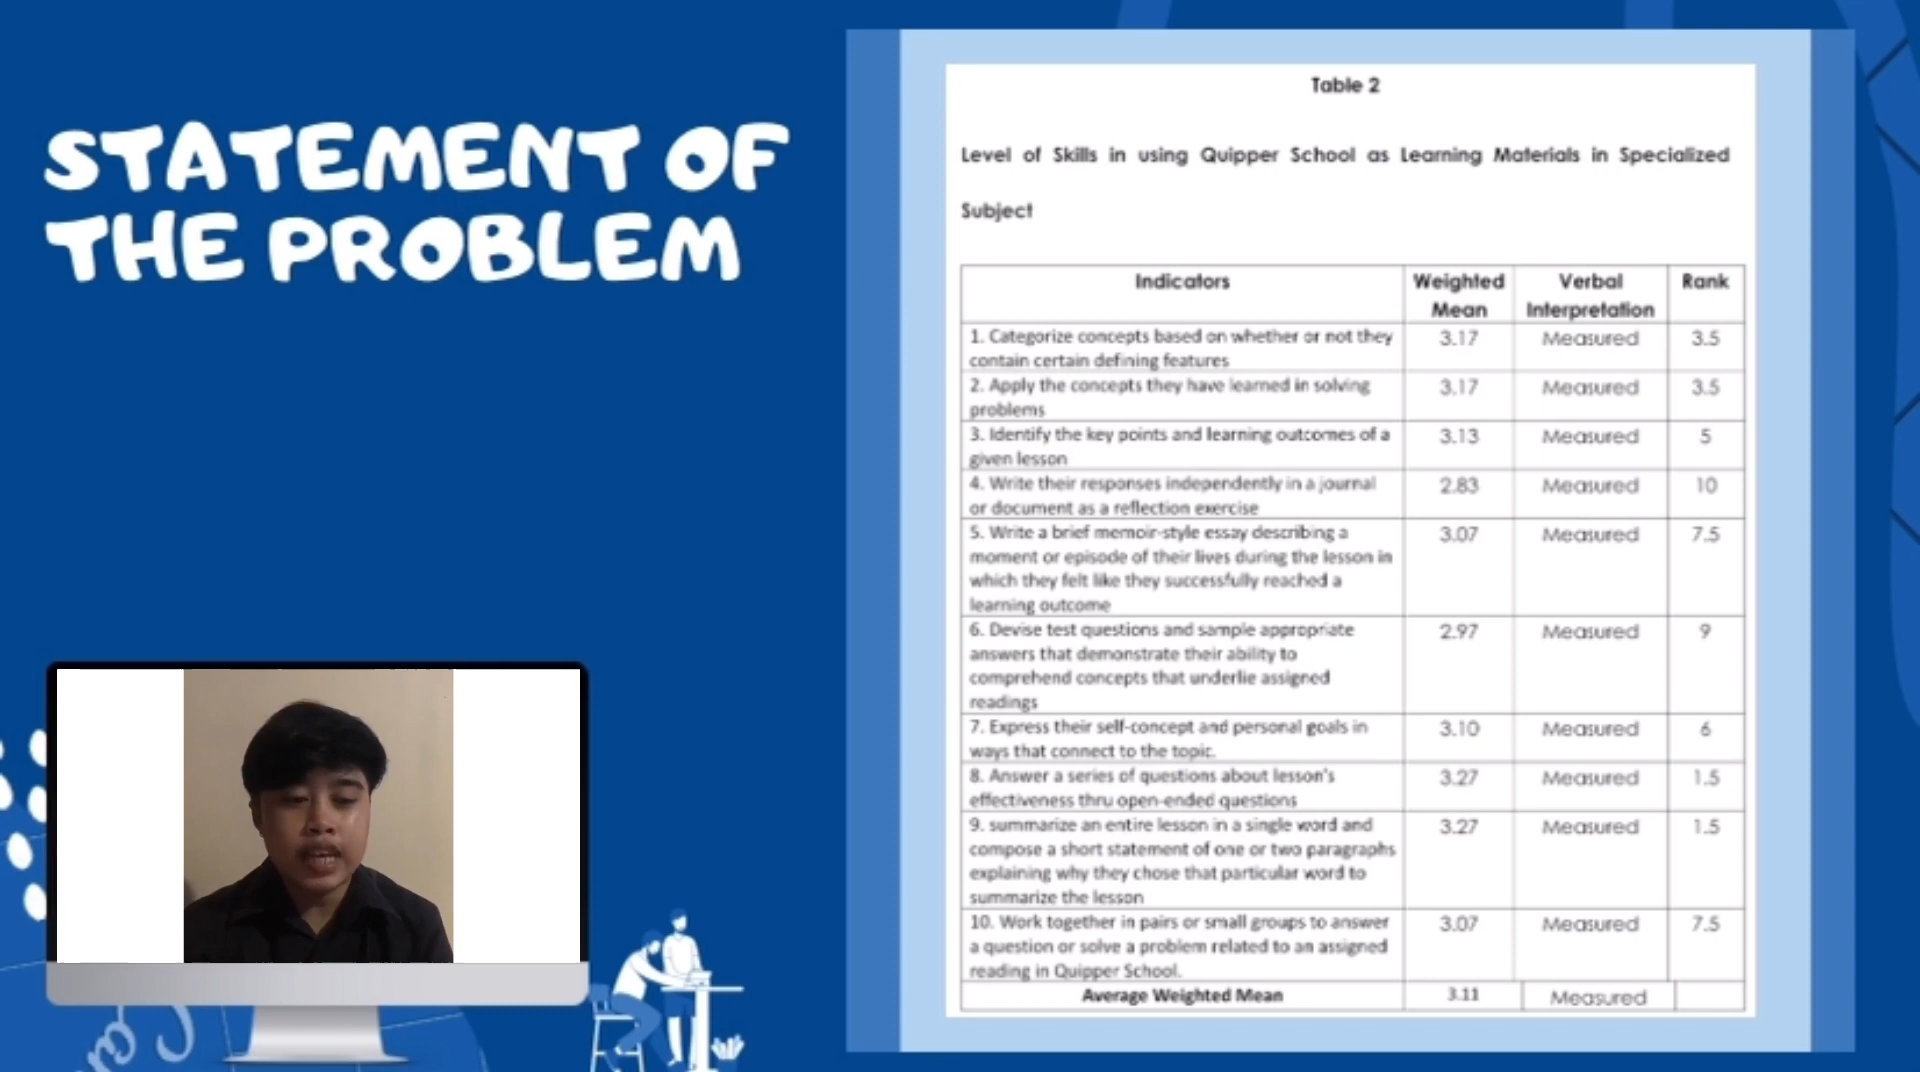 STATEMENT OF
THE PROBLEM
Table 2
Level of Skills in using Quipper School as Learning Materials in Specialized
Subject
Indicators
Weighted
Mean
Verbal
Interpretation
Rank
1. Categorize concepts based on whether or not they
contain certain defining features
3.17
Measured
3.5
2. Apply the concepts they have learned in solving
problems
3.17
Measured
3.5
3. Identify the key points and learning outcomes of a
given lesson
3.13
Measured
5
4. Write their responses independently in a journal
or document as a reflection exercise
2.83
Measured
10
5. Write a brief memoir-style essay describing a
moment or episode of their lives during the lesson in
which they felt like they successfully reached a
learning outcome
3.07
Measured
7.5
6. Devise test questions and sample appropriate
answers that demonstrate their ability to
comprehend concepts that underlie assigned
readings
2.97
Measured
9
7. Express their self-concept and personal goals in
ways that connect to the topic.
3.10
Measured
6
8. Answer a series of questions about lesson's
effectiveness thru open-ended questions
3.27
Measured
1.5
9. summarize an entire lesson in a single word and
compose a short statement of one or two paragraphs
explaining why they chose that particular word to
summarize the lesson
3.27
Measured
1.5
10. Work together in pairs or small groups to answer
a question or solve a problem related to an assigned
reading in Quipper School.
3.07
Measured
7.5
Average Weighted Mean
3.11
Measured